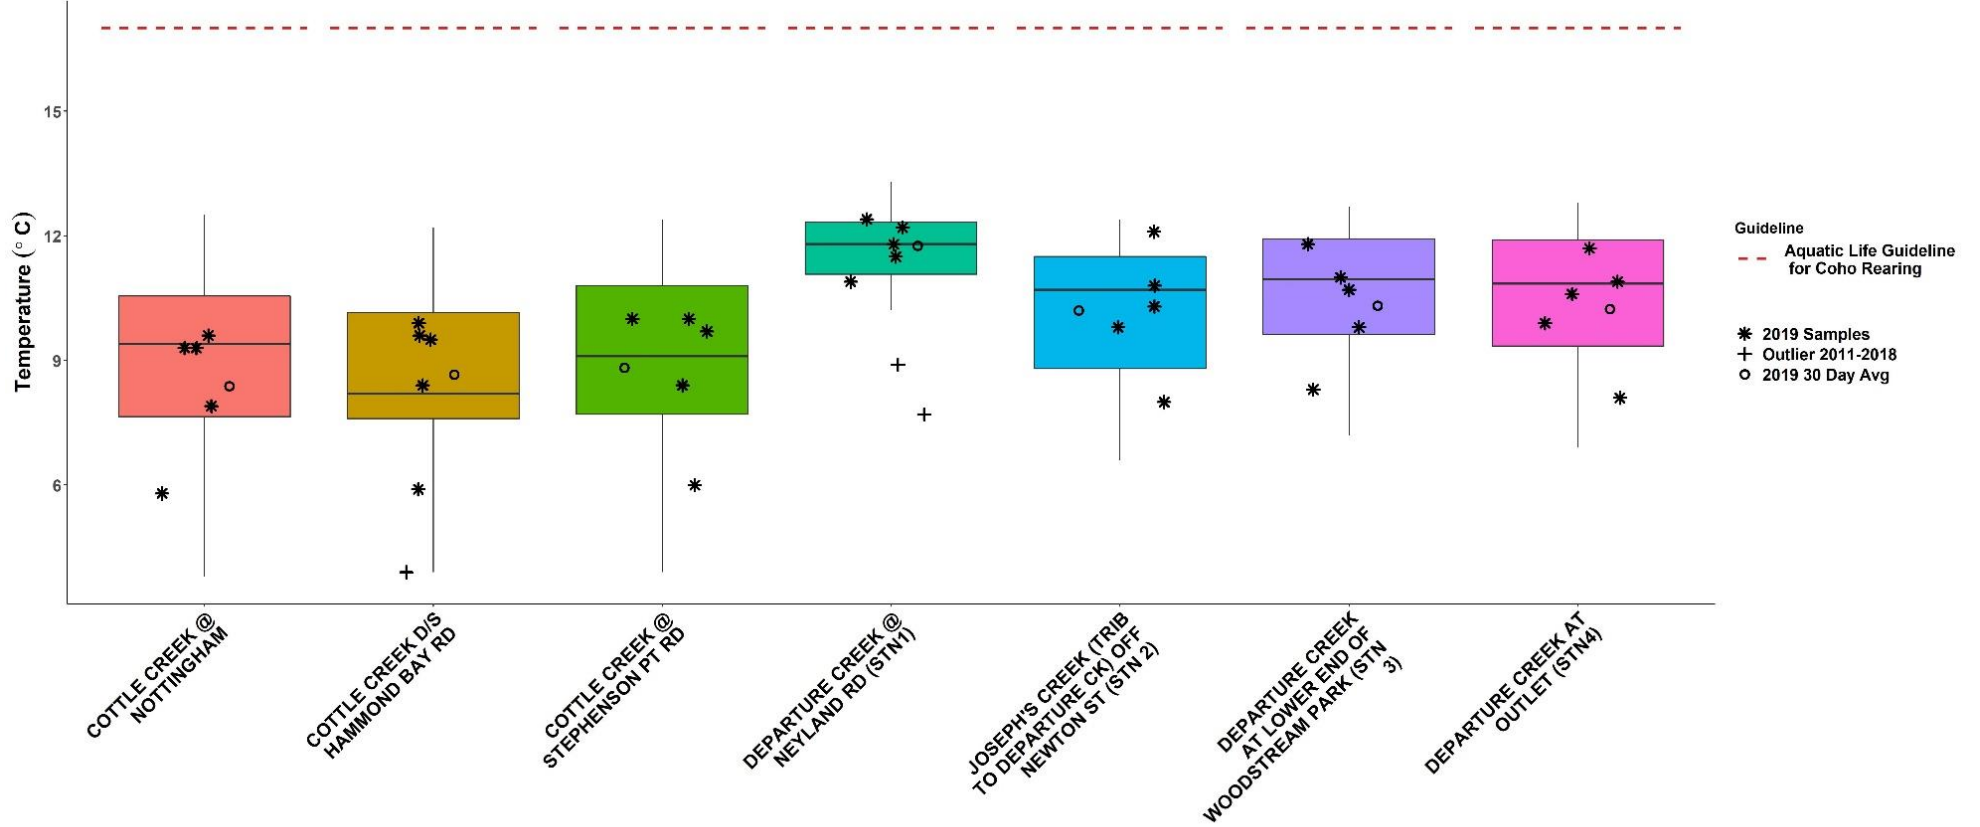 Temperature (° C)
15
12
9
6
COTTLE CREEK @
NOTTINGHAM
COTTLE CREEK D/S
HAMMOND BAY RD
COTTLE CREEK @
STEPHENSON PT RD
DEPARTURE CREEK @
NEYLAND RD (STN1)
JOSEPH'S CREEK (TRIB
TO DEPARTURE CK) OFF
NEWTON ST (STN 2)
DEPARTURE CREEK
AT LOWER END OF
WOODSTREAM PARK (STN
3)
DEPARTURE CREEK AT
OUTLET (STN4)
Guideline
Aquatic Life Guideline
for Coho Rearing
2019 Samples
Outlier 2011-2018
2019 30 Day Avg